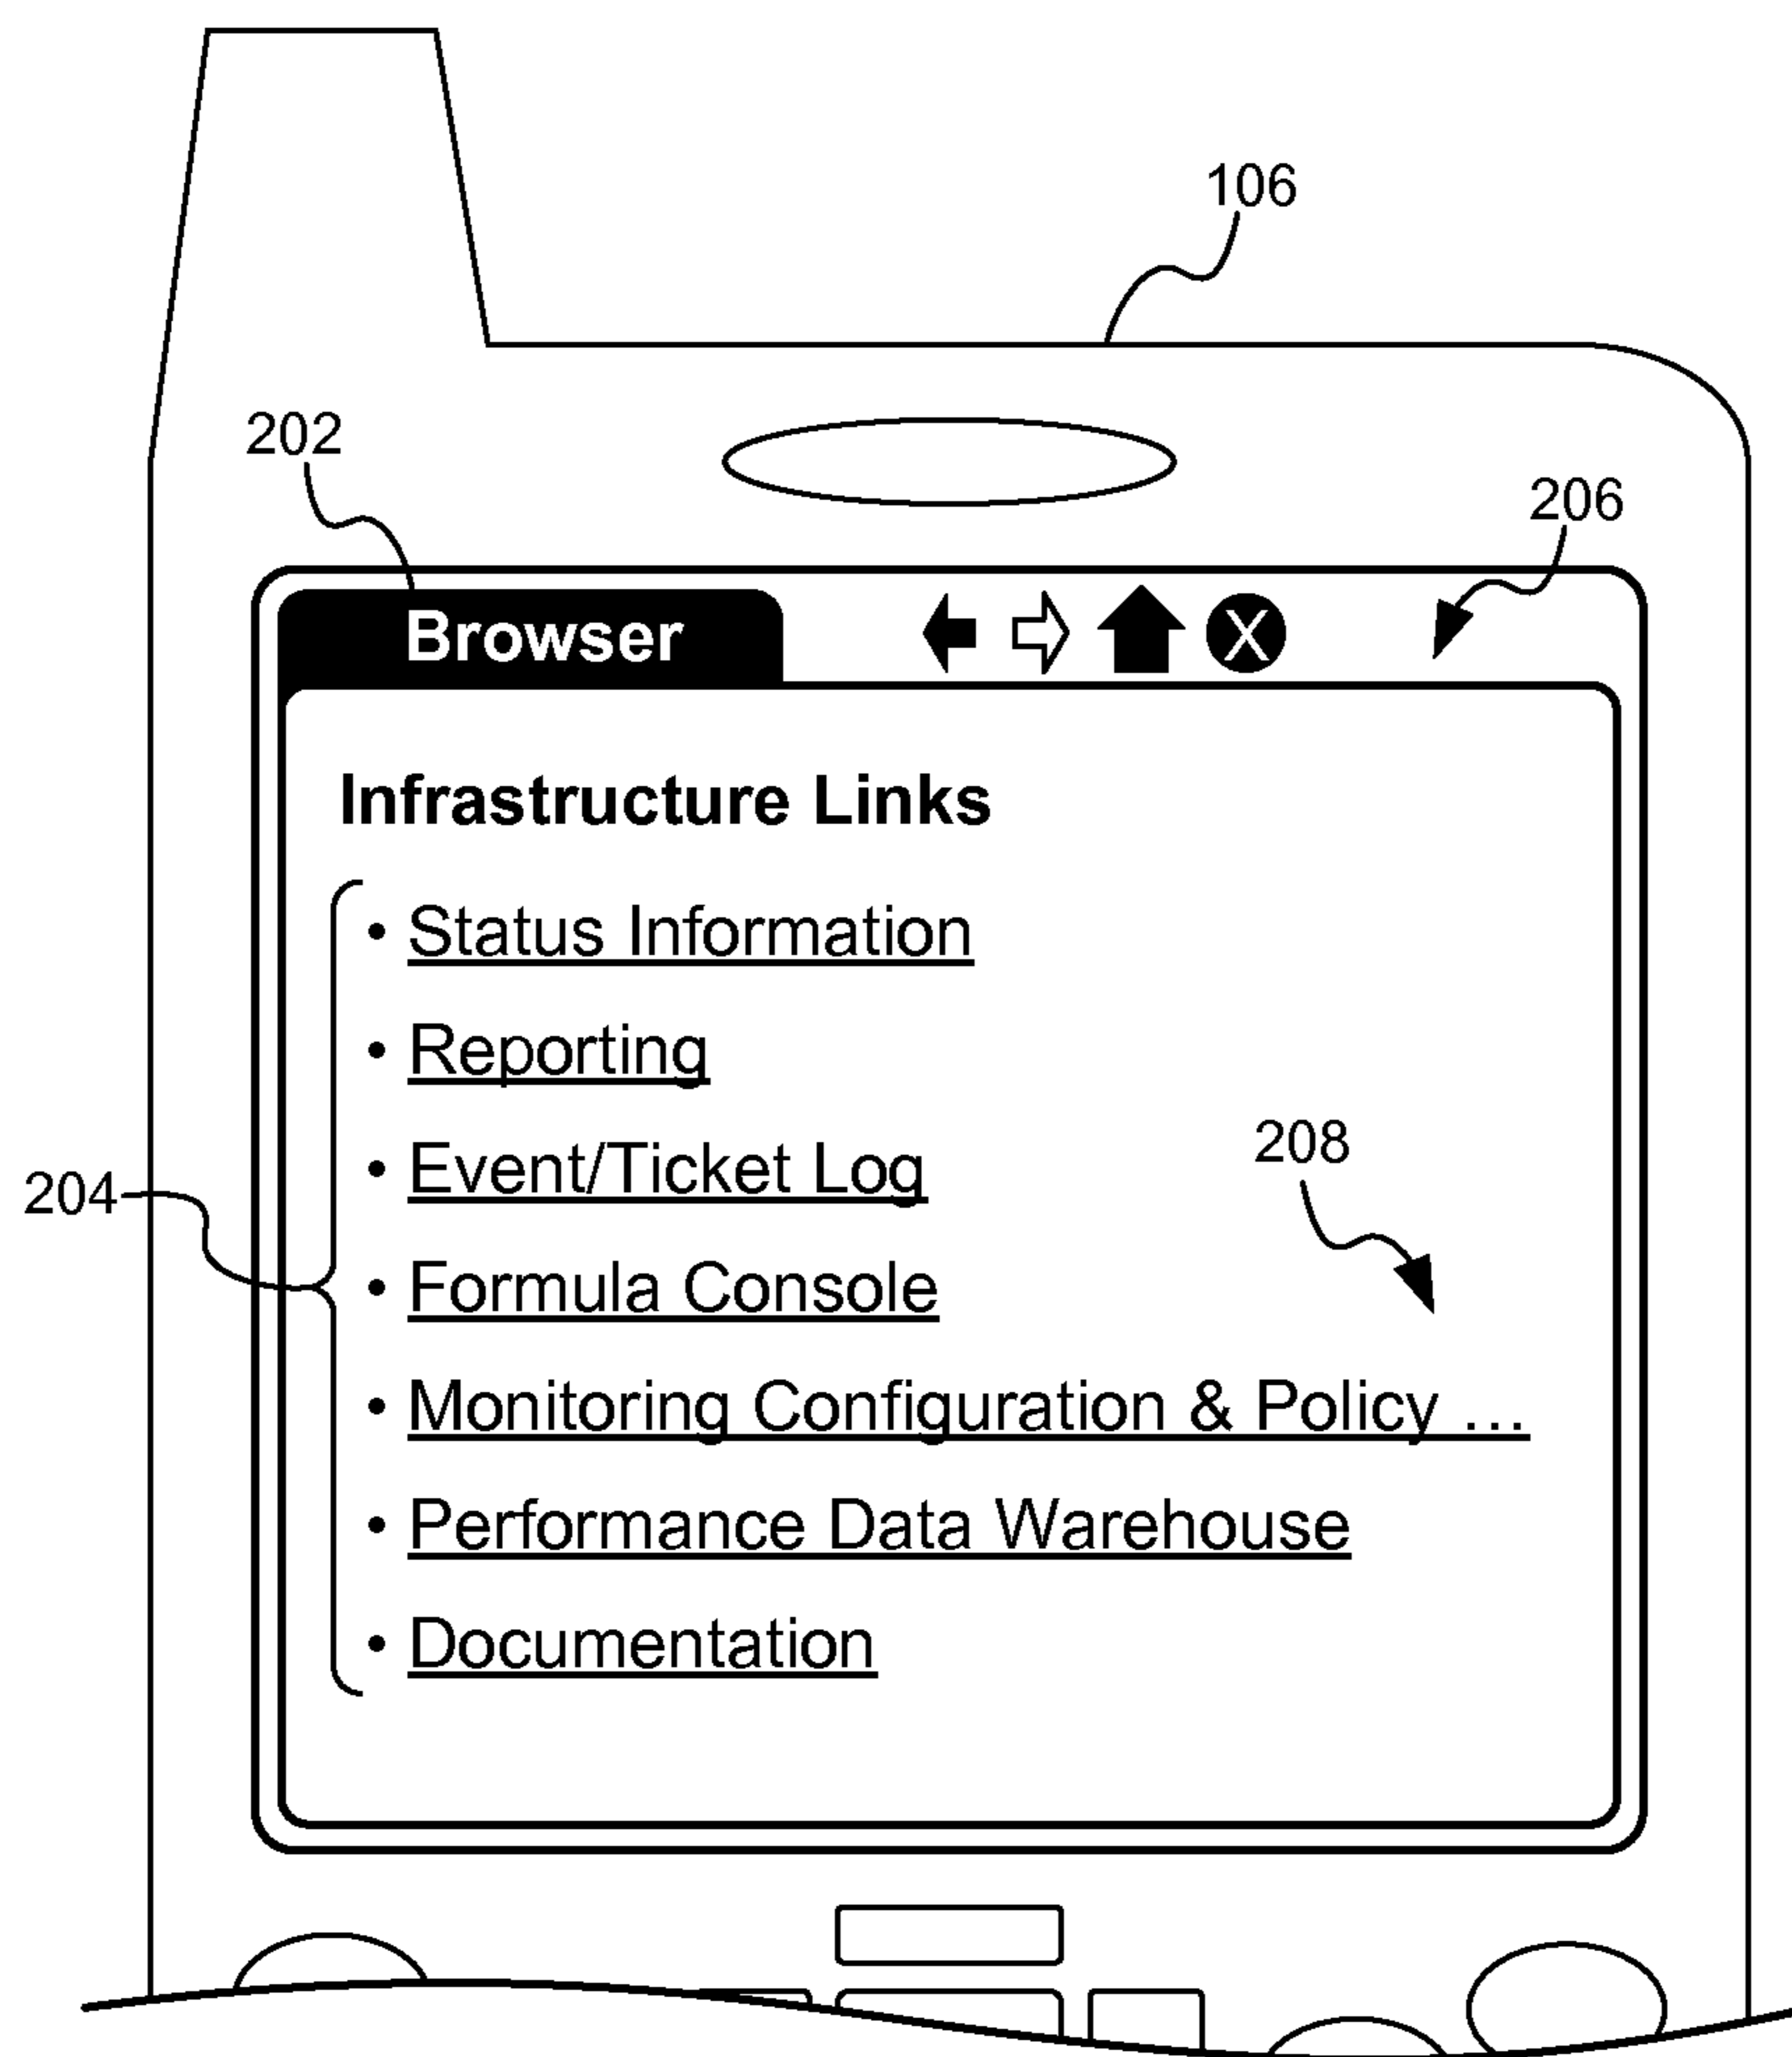 106
202
206
Browser
X
Infrastructure Links
• Status Information
• Reporting
208
• Event/Ticket Log
204
• Formula Console
• Monitoring Configuration & Policy ...
• Performance Data Warehouse
• Documentation